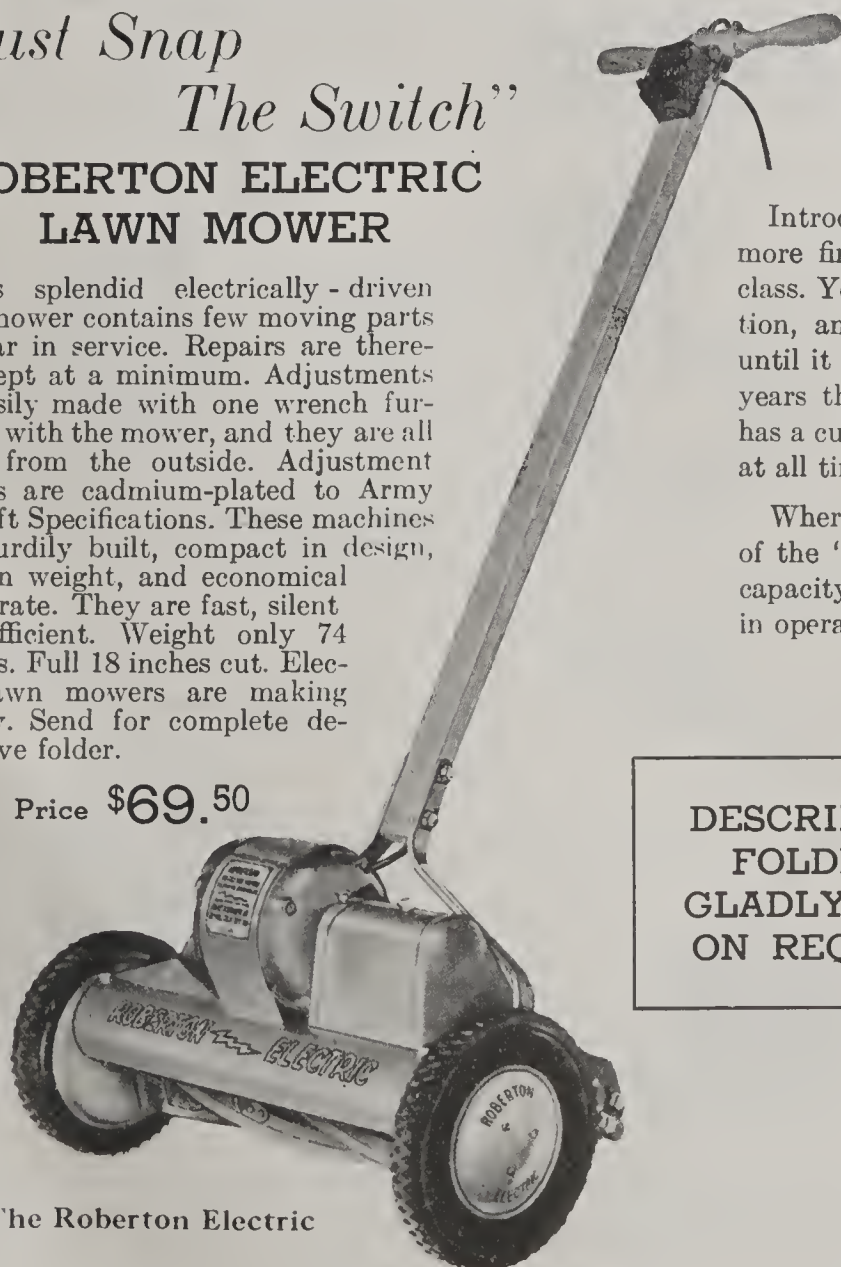 ust Snap
The Switch”
OBERTON ELECTRIC
LAWN MOWER
s splendid electrically-driven
mower contains few moving parts
ar in service. Repairs are there-
ept at a minimum. Adjustments
sily made with one wrench fur-
with the mower, and they are all
from the outside. Adjustment
s are cadmium-plated to Army
ft Specifications. These machines
urdily built, compact in design,
n weight, and economical
rate. They are fast, silent
fficient. Weight only 74
s. Full 18 inches cut. Elec-
awn mowers are making
. Send for complete de-
ve folder.
Price $69.50
ROBERTON ELECTRIC
ROBERTON
ELECTRIC
The Roberton Electric
Introd
more fin
class. Yo
tion, an
until it
years th
has a cu
at all tin
Wher
of the ‘
capacity
in opera
DESCRI
FOLD
GLADLY
ON REQ